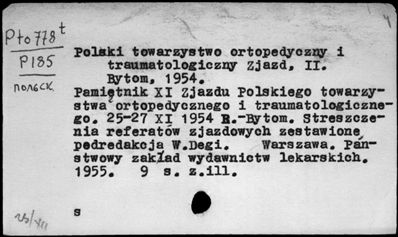 Pto778t
P185
польск.
Polski towarzystwo ortopedyczny i
traumatologiczny Zjazd, II.
Bytom, 1954.
Pamiętnik XI Zjazdu Polskiego towarzy-
stwa ortopedycznego i traumatologiczne-
go. 25-27 XI 1954 R.-Bytom. Streszcze-
nia referatów zjazdowych zestawione
pedredakcją W.Degi. Warszawa. Pań-
stwowy zakład wydawnictw lekarskich.
1955. 9 s. z.ill.
s